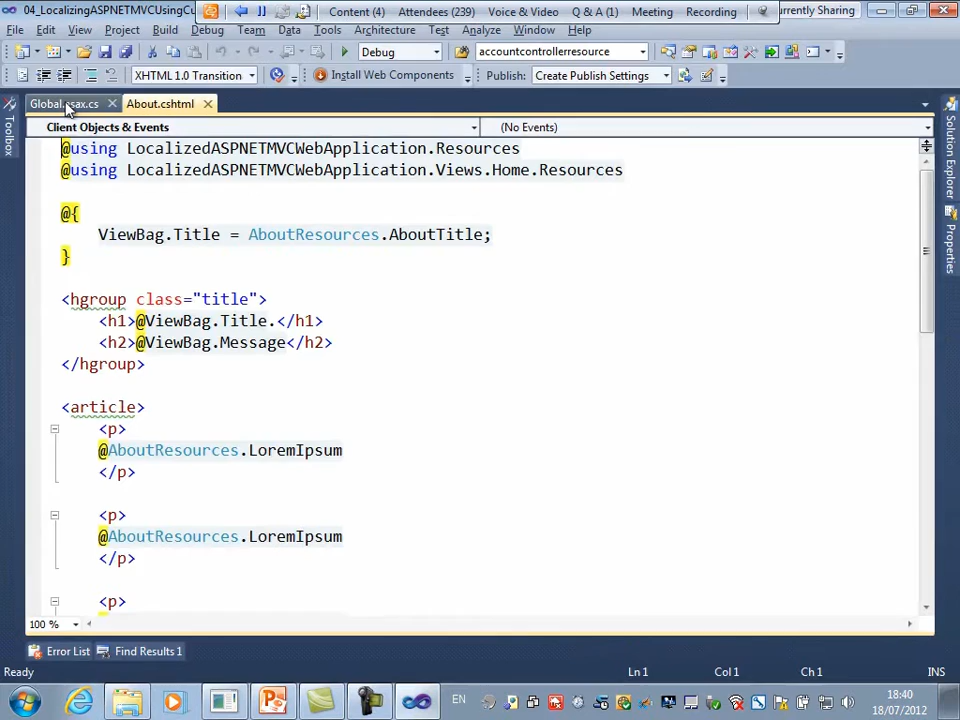 04_LocalizingASPNETMVCUsingCu
Content (4) Attendees (239) Voice & Video Q & A (1) Meeting Recording
urrently Sharing
File Edit View Project Build Debug Team Data Tools Architecture Test Analyze Window Help
Debug accountcontrollerresource
XHTML 1.0 Transition Install Web Components Publish: Create Publish Settings
Global.asax.cs About.cshtml
Client Objects & Events (No Events)
Toolbox
Solution Explorer
Properties
@using LocalizedASPNETMVCWebApplication.Resources
@using LocalizedASPNETMVCWebApplication.Views.Home.Resources
@{
ViewBag.Title = AboutResources.AboutTitle;
}
<hgroup class="title">
<h1>@ViewBag.Title.</h1>
<h2>@ViewBag.Message</h2>
</hgroup>
<article>
<p>
@AboutResources.LoremIpsum
</p>
<p>
@AboutResources.LoremIpsum
</p>
<p>
100 %
Error List Find Results 1
Ready Ln 1 Col 1 Ch 1 INS
EN 18:40
18/07/2012